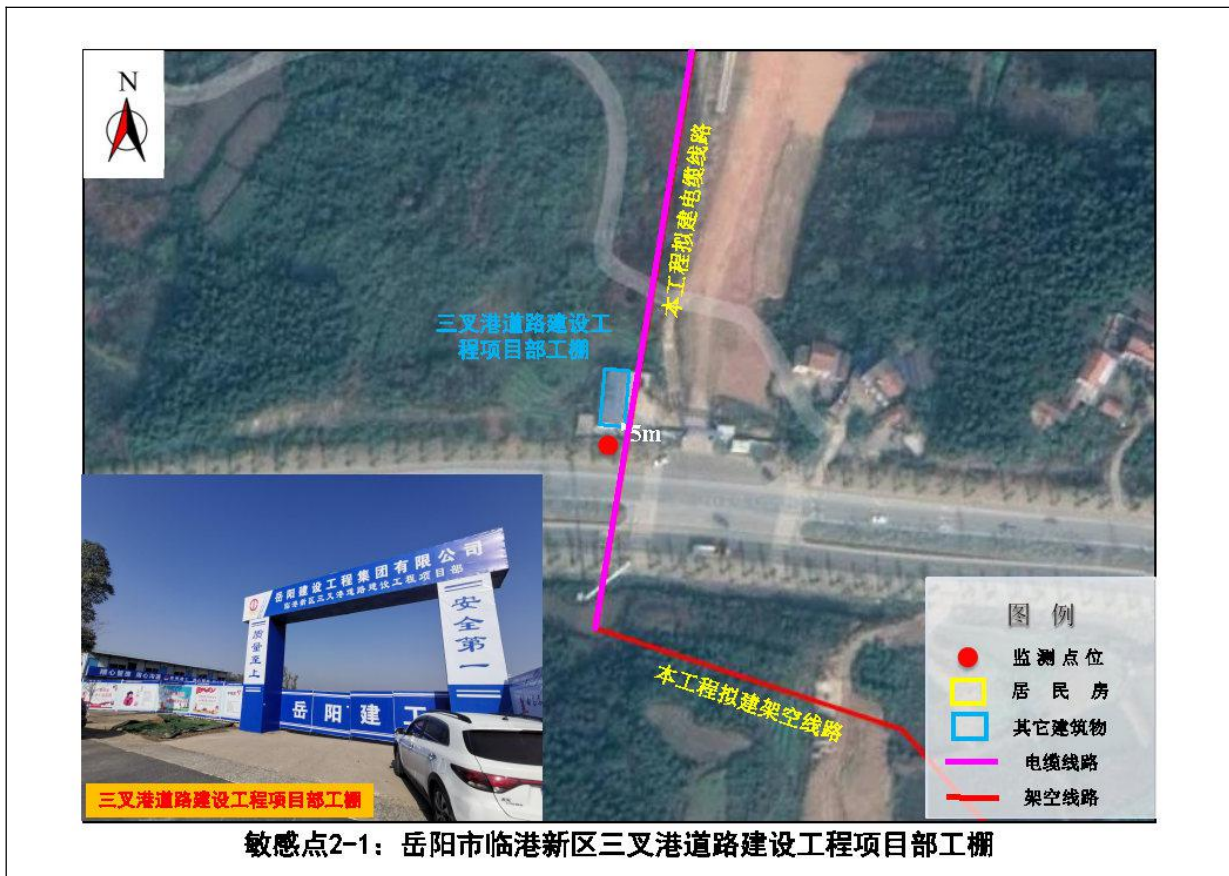 N
本工程拟建电缆线路
三叉港道路建设工
程项目部工棚
5m
本工程拟建架空线路
岳阳建设工程集团有限公司
临港新区三叉港道路建设工程项目部
质量至上
安全第一
岳阳建工
三叉港道路建设工程项目部工棚
图 例
监 测 点 位
居 民 房
其它建筑物
电缆线路
架空线路
敏感点2-1：岳阳市临港新区三叉港道路建设工程项目部工棚